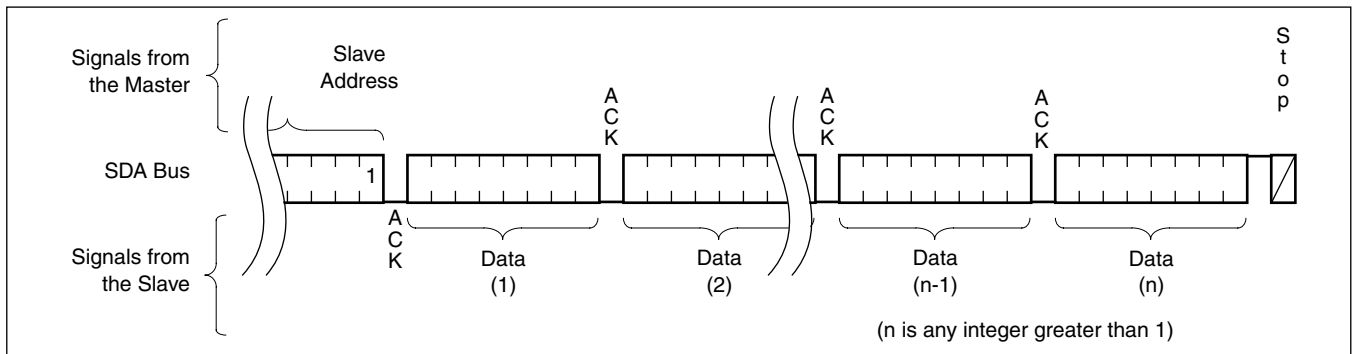 Signals from
the Master
Slave
Address
S
t
o
p
A
C
K
A
C
K
A
C
K
SDA Bus
1
A
C
K
Signals from
the Slave
Data
(1)
Data
(2)
Data
(n-1)
Data
(n)
(n is any integer greater than 1)